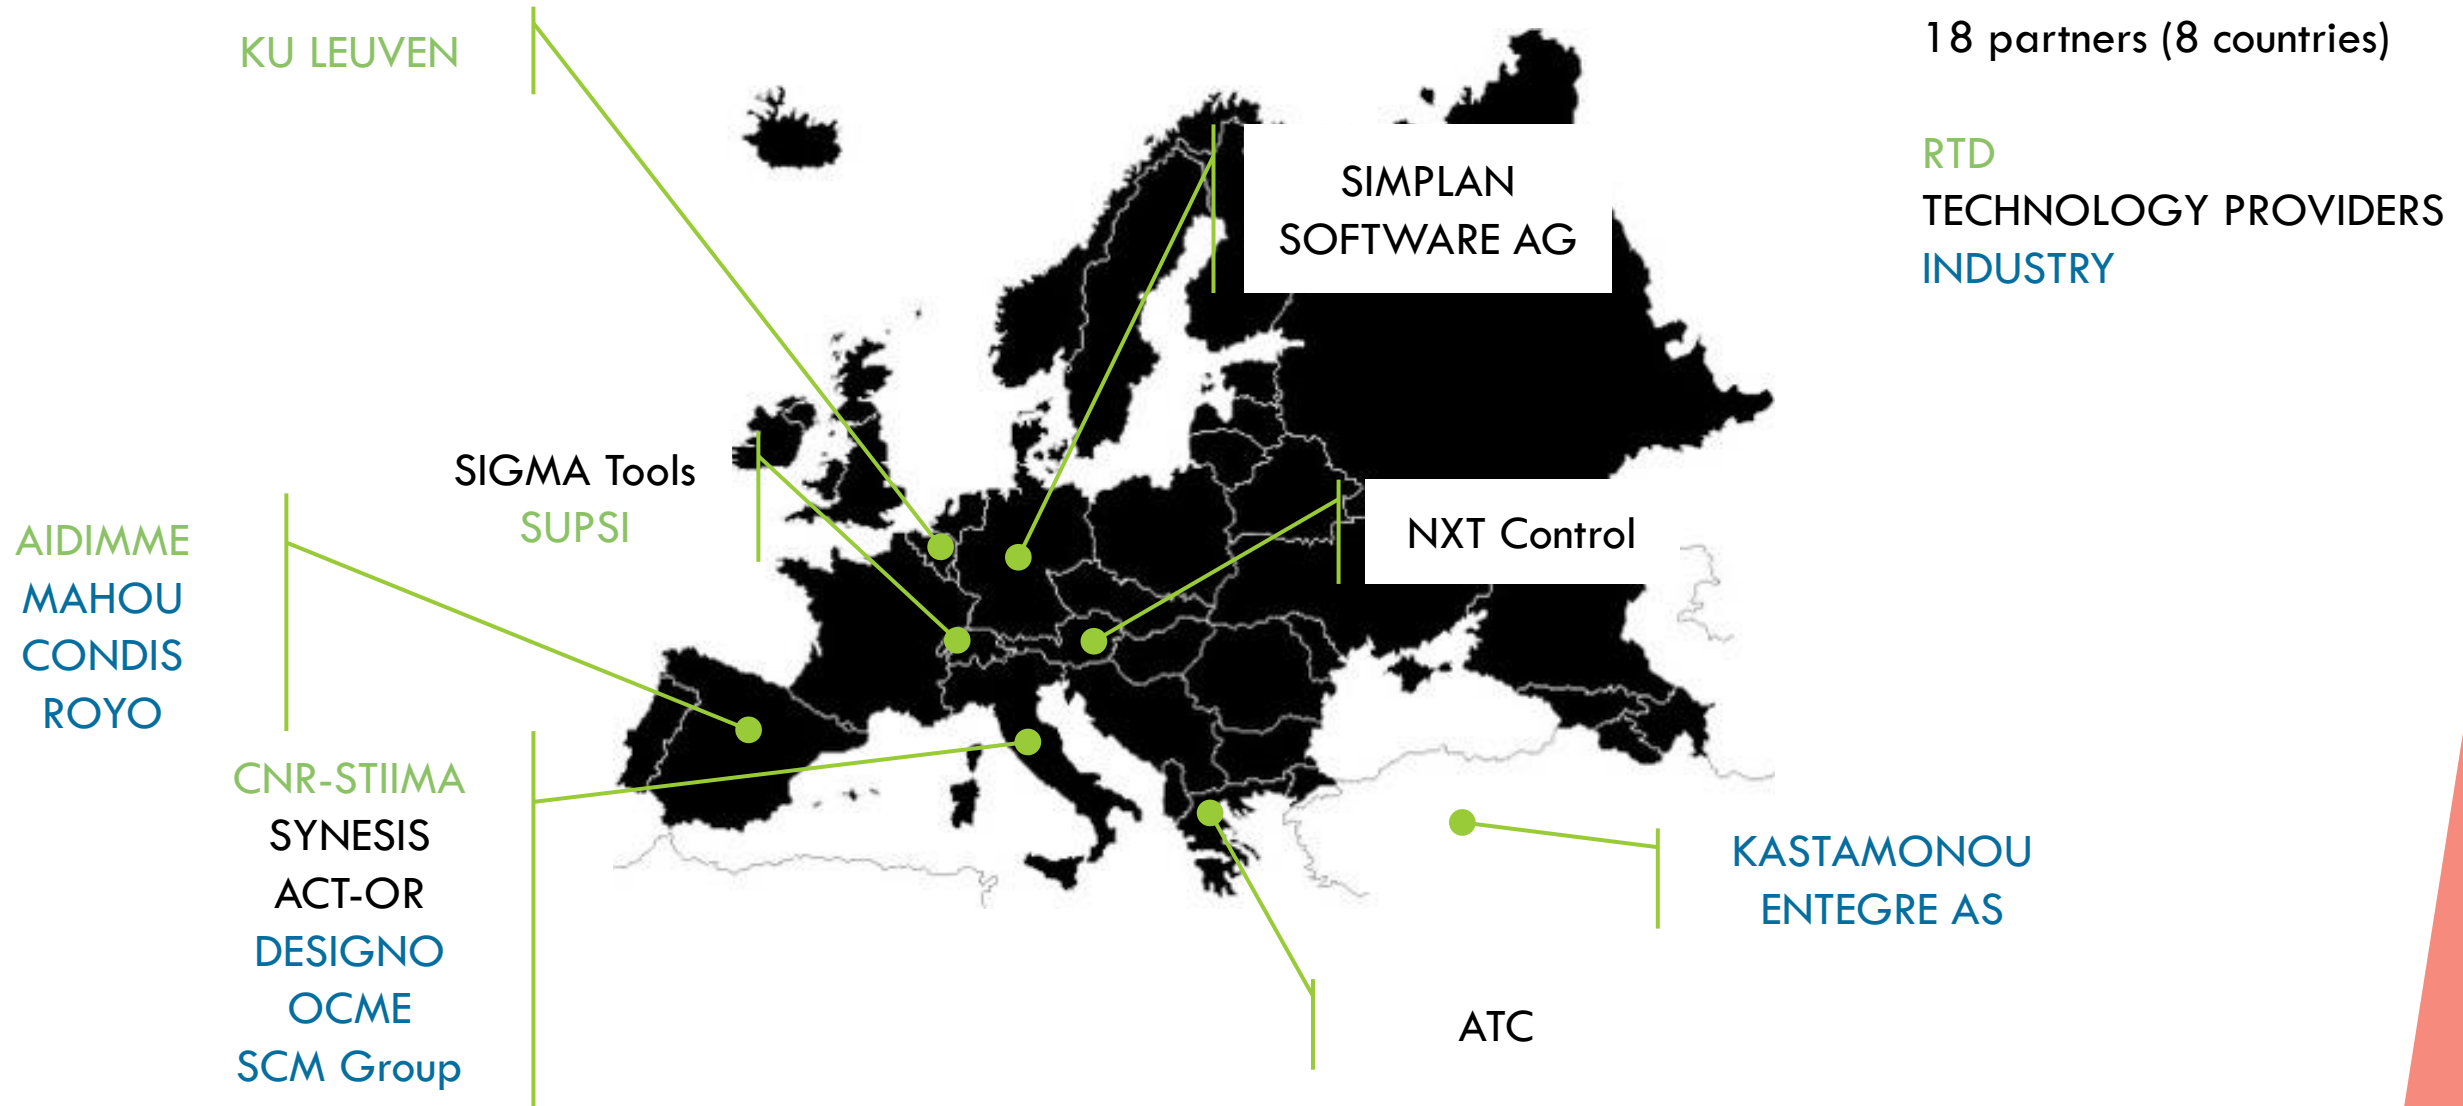 KU LEUVEN
18 partners (8 countries)
RTD
TECHNOLOGY PROVIDERS
INDUSTRY
SIMPLAN
SOFTWARE AG
SIGMA Tools
SUPSI
NXT Control
AIDIMME
MAHOU
CONDIS
ROYO
CNR-STIIMA
SYNESIS
ACT-OR
DESIGNO
OCME
SCM Group
KASTAMONOU
ENTEGRE AS
ATC